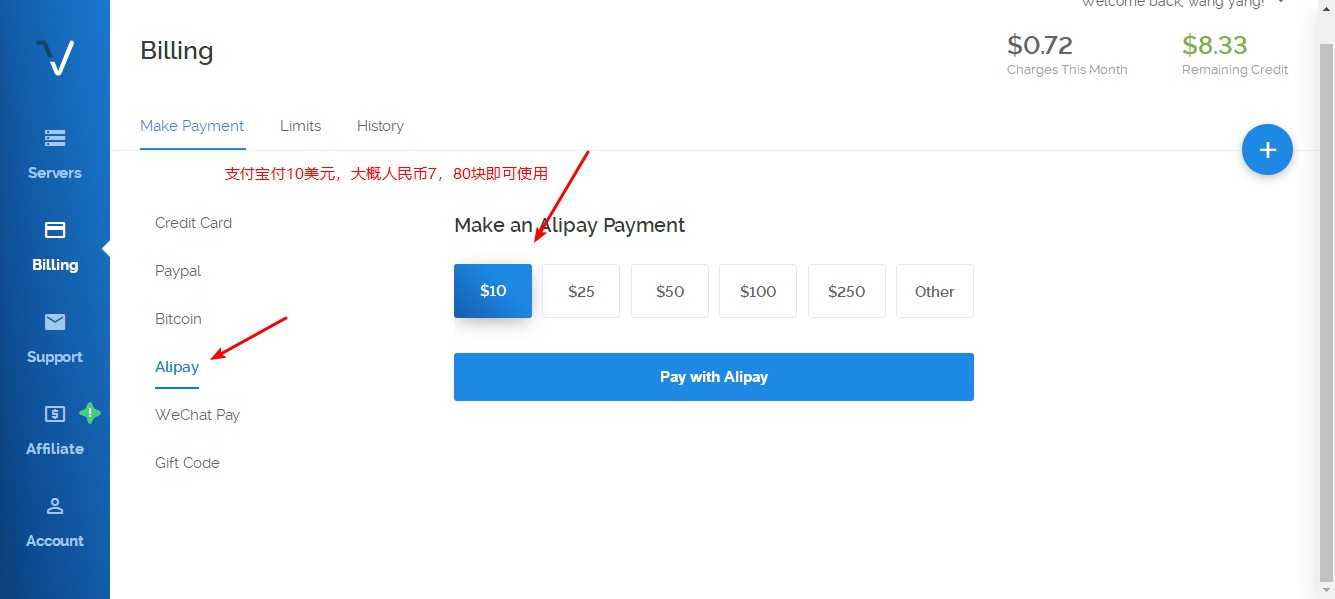 Welcome back, wang yang!
Billing
$0.72
Charges This Month
$8.33
Remaining Credit
Make Payment
Limits
History
支付宝付10美元，大概人民币7，80块即可使用
Servers
Billing
Support
Affiliate
Account
Credit Card
Paypal
Bitcoin
Alipay
WeChat Pay
Gift Code
Make an Alipay Payment
$10
$25
$50
$100
$250
Other
Pay with Alipay